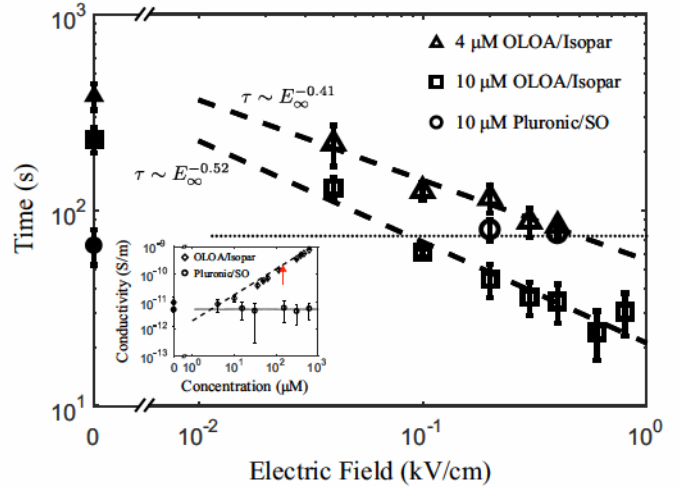 10^3
4 μM OLOA/Isopar
10 μM OLOA/Isopar
10 μM Pluronic/SO
τ ∼ E_∞^{-0.41}
τ ∼ E_∞^{-0.52}
Time (s)
10^2
10^1
10^{-9}
10^{-10}
10^{-11}
10^{-12}
10^{-13}
OLOA/Isopar
Pluronic/SO
Conductivity (S/m)
0 10^0 10^1 10^2 10^3
Concentration (μM)
0 10^{-2} 10^{-1} 10^0
Electric Field (kV/cm)